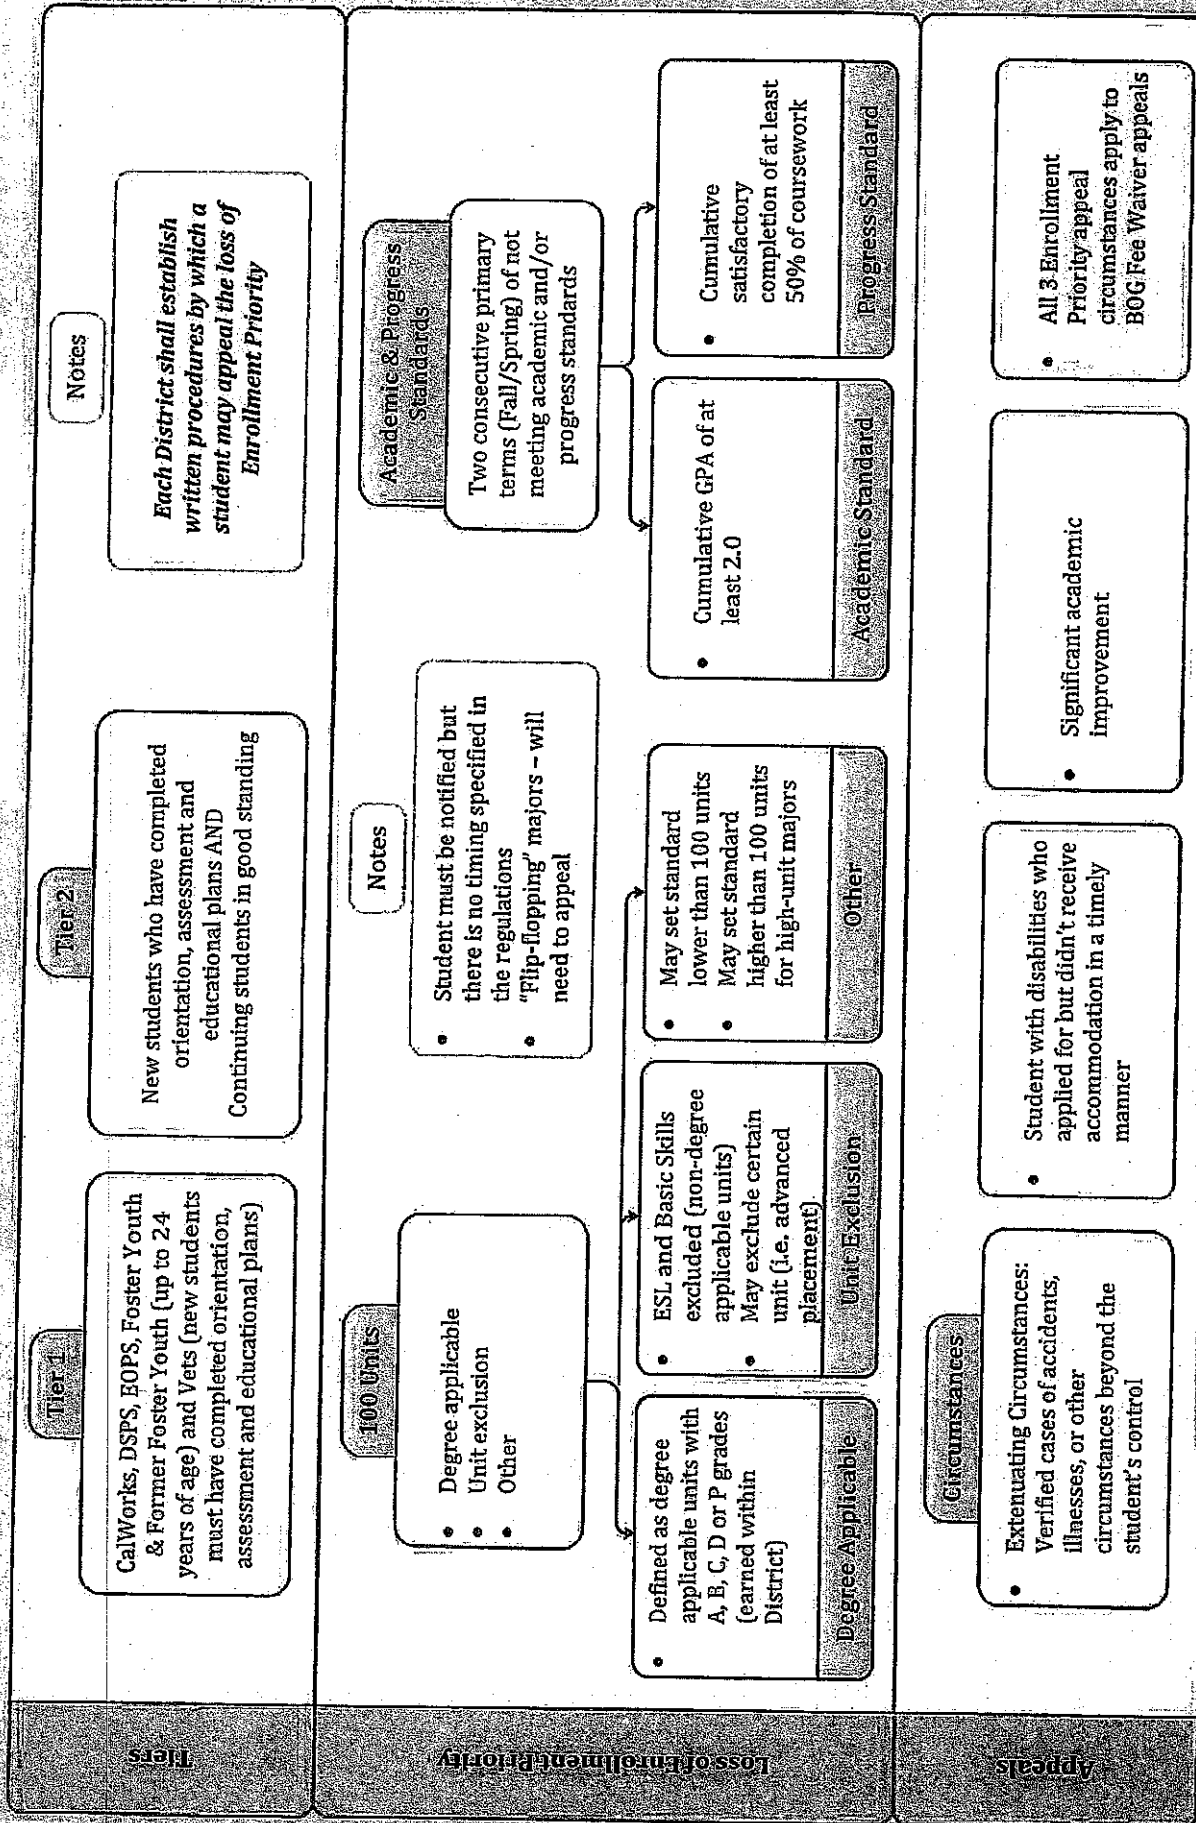 Tiers
Tier 1
CalWorks, DSPS, EOPS, Foster Youth
& Former Foster Youth (up to 24
years of age) and Vets (new students
must have completed orientation,
assessment and educational plans)
Tier 2
New students who have completed
orientation, assessment and
educational plans AND
Continuing students in good standing
Notes
Each District shall establish
written procedures by which a
student may appeal the loss of
Enrollment Priority
Loss of Enrollment Priority
100 Units
• Degree applicable
• Unit exclusion
• Other
Notes
• Student must be notified but
there is no timing specified in
the regulations
• "Flip-flopping" majors – will
need to appeal
Academic & Progress
Standards
Two consecutive primary
terms (Fall/Spring) of not
meeting academic and/or
progress standards
• Defined as degree
applicable units with
A, B, C, D or P grades
(earned within
District)
Degree Applicable
• ESL and Basic Skills
excluded (non-degree
applicable units)
• May exclude certain
unit (i.e. advanced
placement)
Unit Exclusion
• May set standard
lower than 100 units
• May set standard
higher than 100 units
for high-unit majors
Other
• Cumulative GPA of at
least 2.0
Academic Standard
• Cumulative
satisfactory
completion of at least
50% of coursework
Progress Standard
Appeals
Circumstances
• Extenuating Circumstances:
Verified cases of accidents,
illnesses, or other
circumstances beyond the
student's control
• Student with disabilities who
applied for but didn't receive
accommodation in a timely
manner
• Significant academic
improvement
• All 3 Enrollment
Priority appeal
circumstances apply to
BOG Fee Waiver appeals